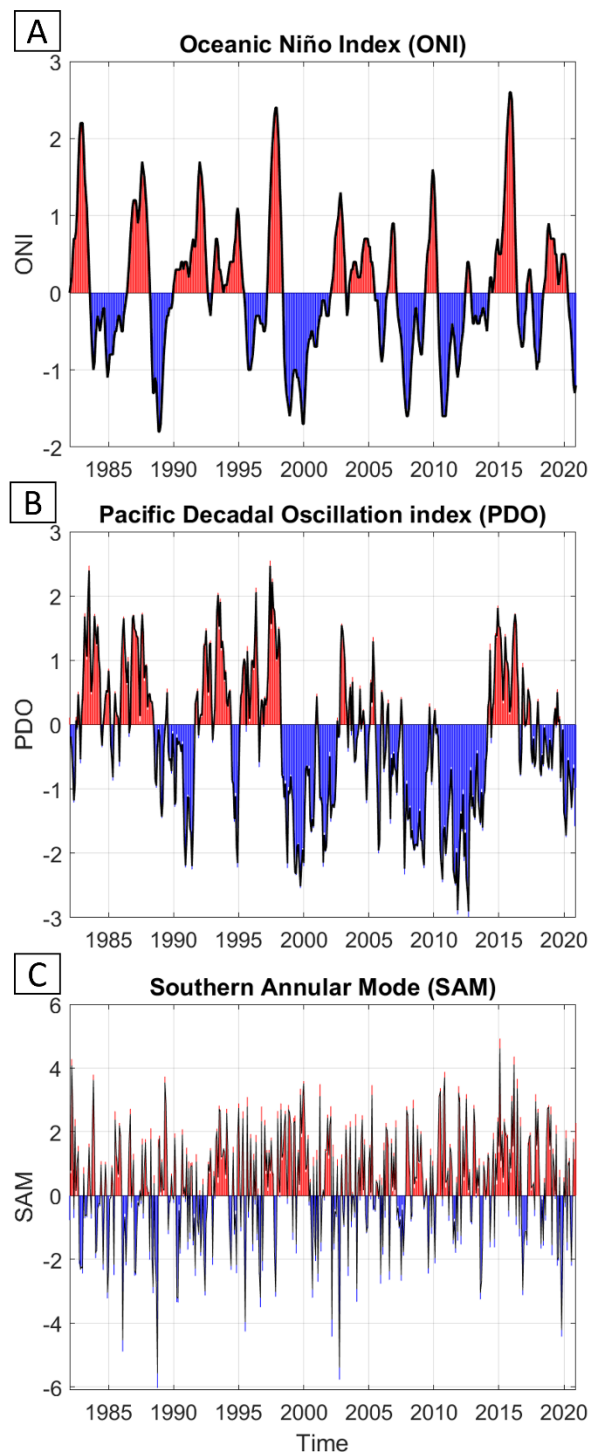 A
Oceanic Niño Index (ONI)
3
2
1
0
-1
-2
ONI
1985 1990 1995 2000 2005 2010 2015 2020
B
Pacific Decadal Oscillation index (PDO)
3
2
1
0
-1
-2
-3
PDO
1985 1990 1995 2000 2005 2010 2015 2020
C
Southern Annular Mode (SAM)
6
4
2
0
-2
-4
-6
SAM
1985 1990 1995 2000 2005 2010 2015 2020
Time